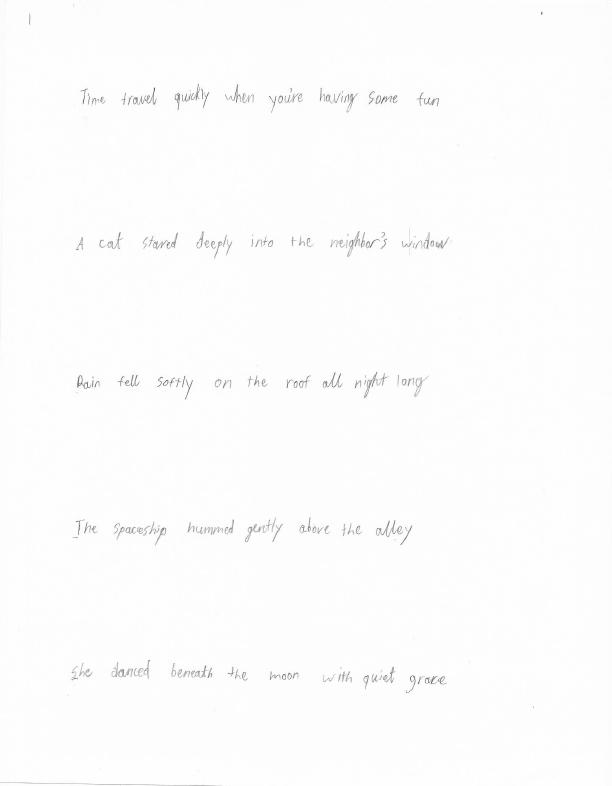 Time travel quickly when you're having some fun
A cat stared deeply into the neighbor's window
Rain fell softly on the roof all night long
The spaceship hummed gently above the alley
She danced beneath the moon with quiet grace